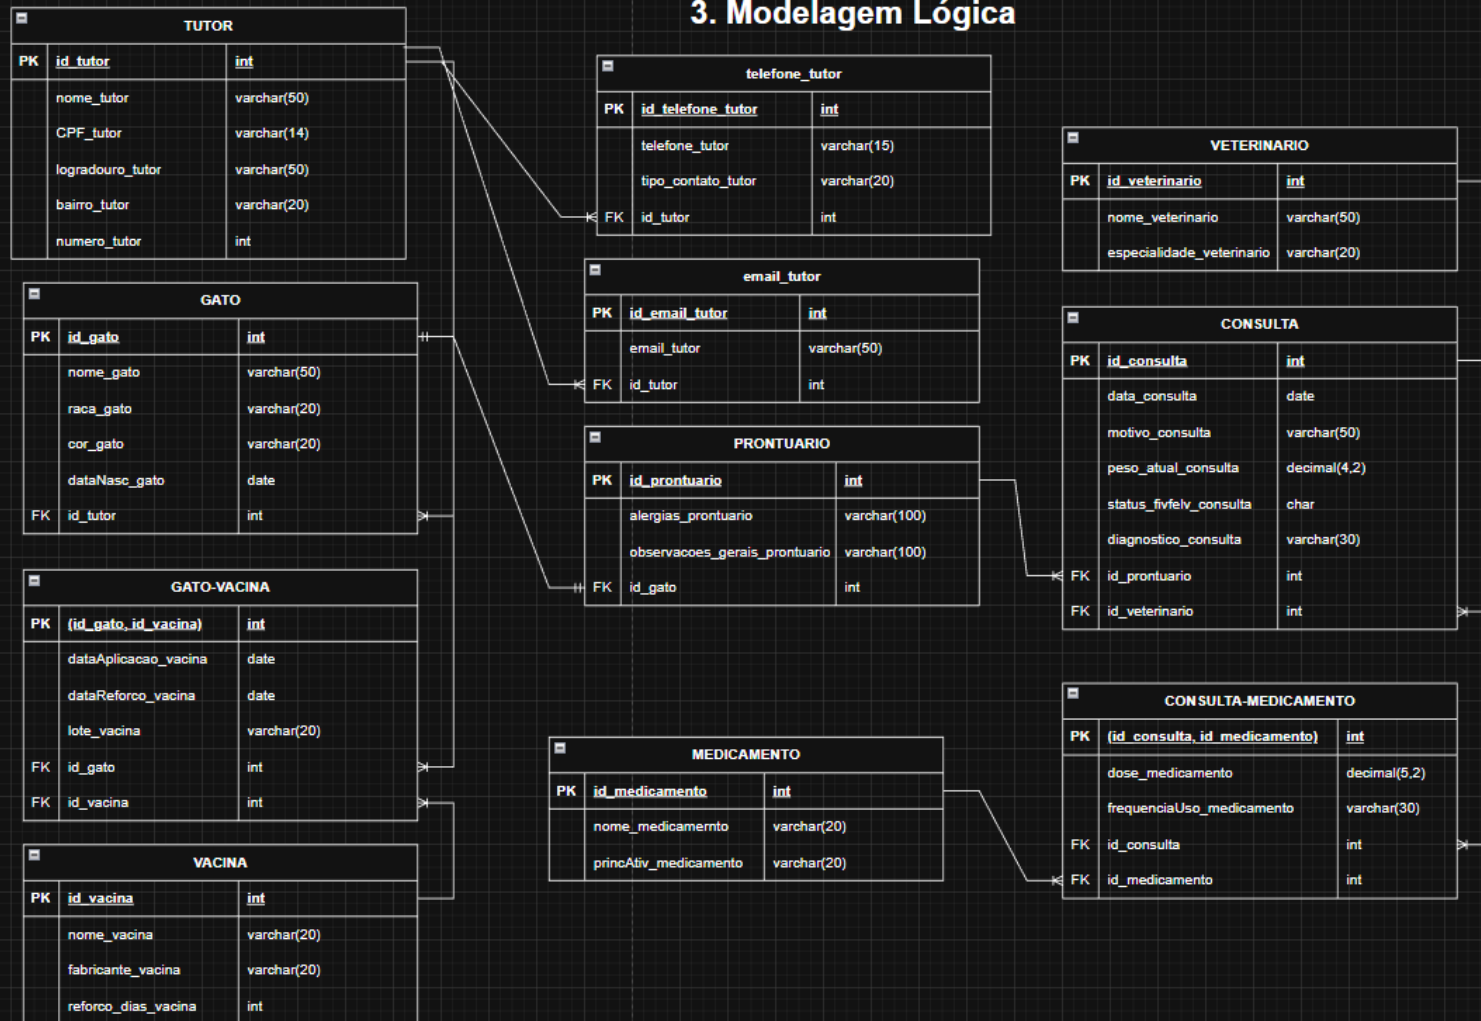 3. Modelagem Lógica
TUTOR
PK id_tutor int
nome_tutor varchar(50)
CPF_tutor varchar(14)
logradouro_tutor varchar(50)
bairro_tutor varchar(20)
numero_tutor int
GATO
PK id_gato int
nome_gato varchar(50)
raca_gato varchar(20)
cor_gato varchar(20)
dataNasc_gato date
FK id_tutor int
GATO-VACINA
PK (id_gato, id_vacina) int
dataAplicacao_vacina date
dataReforco_vacina date
lote_vacina varchar(20)
FK id_gato int
FK id_vacina int
VACINA
PK id_vacina int
nome_vacina varchar(20)
fabricante_vacina varchar(20)
reforco_dias_vacina int
telefone_tutor
PK id_telefone_tutor int
telefone_tutor varchar(15)
tipo_contato_tutor varchar(20)
FK id_tutor int
email_tutor
PK id_email_tutor int
email_tutor varchar(50)
FK id_tutor int
PRONTUARIO
PK id_prontuario int
alergias_prontuario varchar(100)
observacoes_gerais_prontuario varchar(100)
FK id_gato int
MEDICAMENTO
PK id_medicamento int
nome_medicamernto varchar(20)
princAtiv_medicamento varchar(20)
VETERINARIO
PK id_veterinario int
nome_veterinario varchar(50)
especialidade_veterinario varchar(20)
CONSULTA
PK id_consulta int
data_consulta date
motivo_consulta varchar(50)
peso_atual_consulta decimal(4,2)
status_fivfelv_consulta char
diagnostico_consulta varchar(30)
FK id_prontuario int
FK id_veterinario int
CONSULTA-MEDICAMENTO
PK (id_consulta, id_medicamento) int
dose_medicamento decimal(5,2)
frequenciaUso_medicamento varchar(30)
FK id_consulta int
FK id_medicamento int